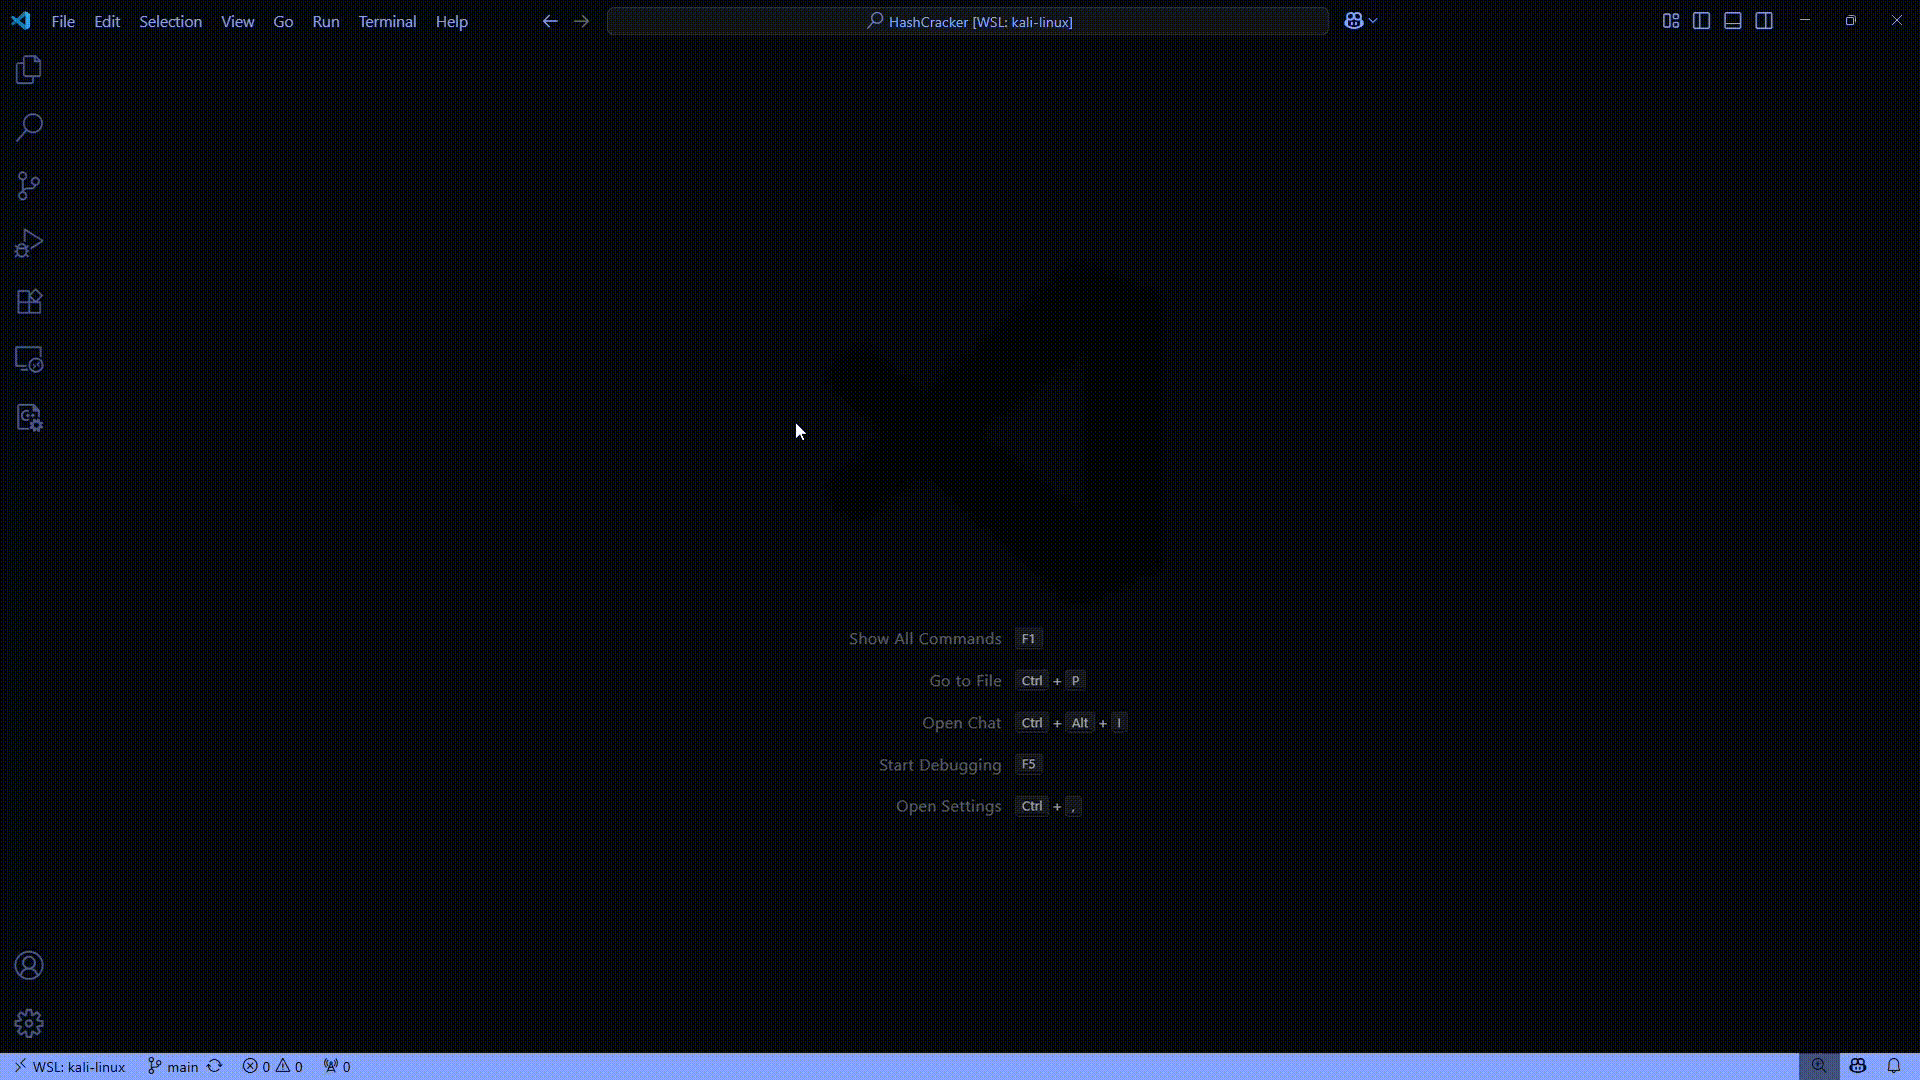 File Edit Selection View Go Run Terminal Help
HashCracker [WSL: kali-linux]
Show All Commands F1
Go to File Ctrl + P
Open Chat Ctrl + Alt + I
Start Debugging F5
Open Settings Ctrl + ,
WSL: kali-linux main 0 0 0